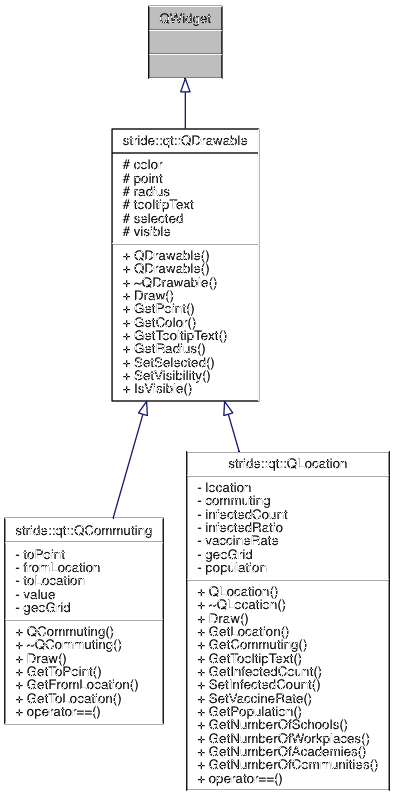 QWidget
stride::qt::QDrawable
# color
# point
# radius
# tooltipText
# selected
# visible
+ QDrawable()
+ QDrawable()
+ ~QDrawable()
+ Draw()
+ GetPoint()
+ GetColor()
+ GetTooltipText()
+ GetRadius()
+ SetSelected()
+ SetVisibility()
+ IsVisible()
stride::qt::QCommuting
- toPoint
- fromLocation
- toLocation
- value
- geoGrid
+ QCommuting()
+ ~QCommuting()
+ Draw()
+ GetToPoint()
+ GetFromLocation()
+ GetToLocation()
+ operator==()
stride::qt::QLocation
- location
- commuting
- infectedCount
- infectedRatio
- vaccineRate
- geoGrid
- population
+ QLocation()
+ ~QLocation()
+ Draw()
+ GetLocation()
+ GetCommuting()
+ GetTooltipText()
+ GetInfectedCount()
+ SetInfectedCount()
+ SetVaccineRate()
+ GetPopulation()
+ GetNumberOfSchools()
+ GetNumberOfWorkplaces()
+ GetNumberOfAcademies()
+ GetNumberOfCommunities()
+ operator==()